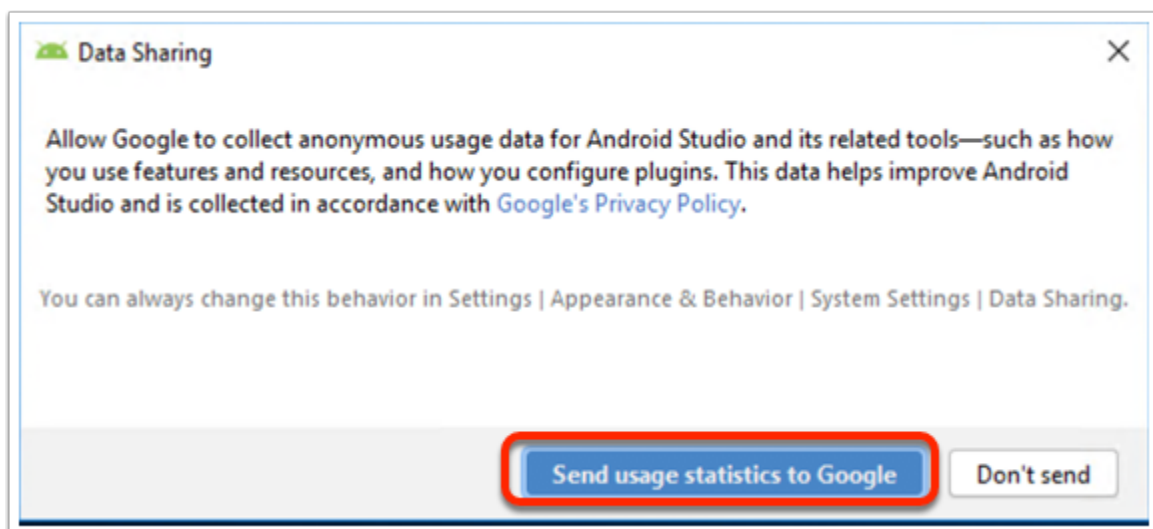 Data Sharing
Allow Google to collect anonymous usage data for Android Studio and its related tools—such as how
you use features and resources, and how you configure plugins. This data helps improve Android
Studio and is collected in accordance with Google's Privacy Policy.
You can always change this behavior in Settings | Appearance & Behavior | System Settings | Data Sharing.
Send usage statistics to Google
Don't send